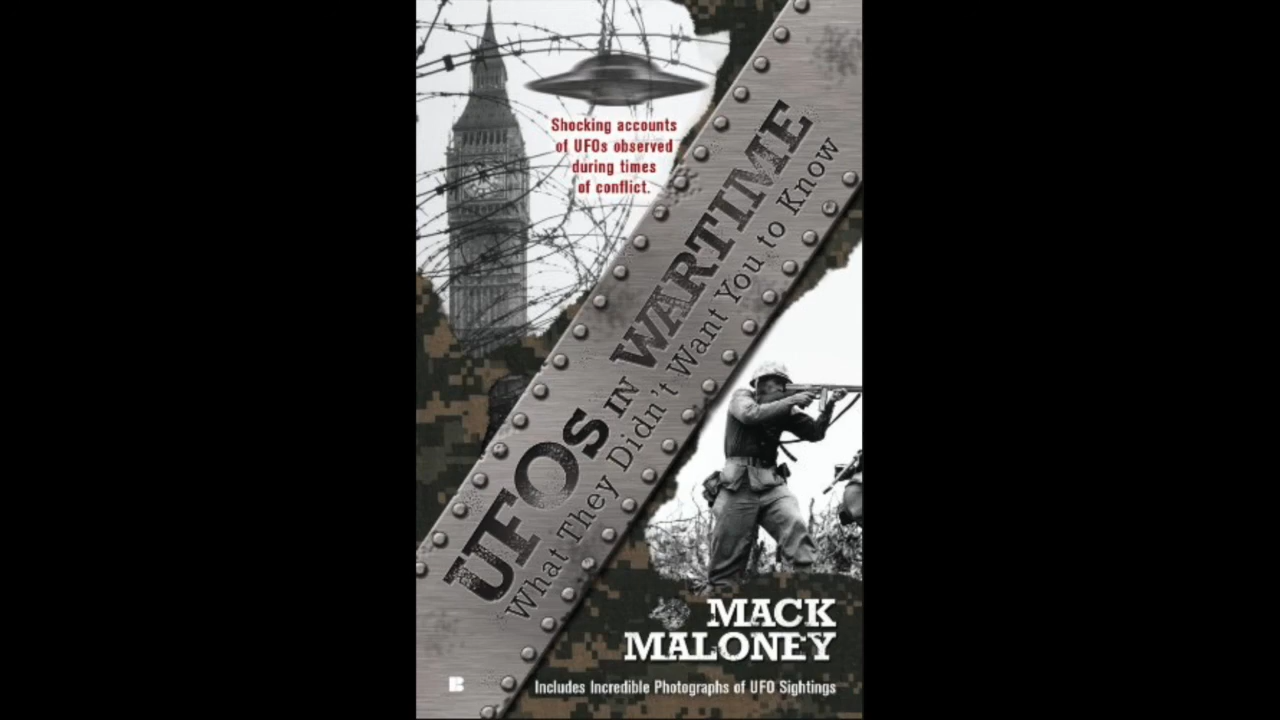 Shocking accounts
of UFOs observed
during times
of conflict.
UFOs IN WARTIME
What They Didn't Want You to Know
MACK
MALONEY
B
Includes Incredible Photographs of UFO Sightings